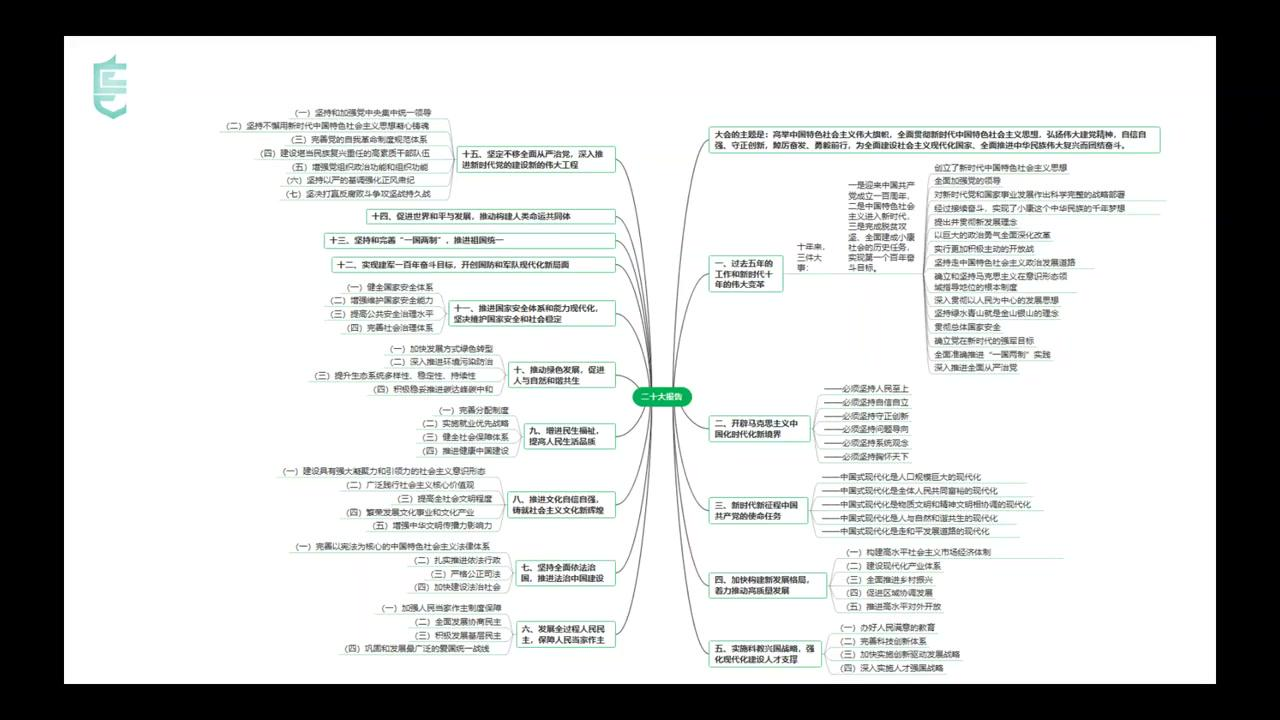 二十大报告
大会的主题是：高举中国特色社会主义伟大旗帜，全面贯彻新时代中国特色社会主义思想，弘扬伟大建党精神，自信自
强、守正创新，踔厉奋发、勇毅前行，为全面建设社会主义现代化国家、全面推进中华民族伟大复兴而团结奋斗。
一、过去五年的
工作和新时代十
年的伟大变革
十年来，
三件大
事：
一是迎来中国共产
党成立一百周年，
二是中国特色社会
主义进入新时代，
三是完成脱贫攻
坚、全面建成小康
社会的历史任务，
实现第一个百年奋
斗目标。
创立了新时代中国特色社会主义思想
全面加强党的领导
对新时代党和国家事业发展作出科学完整的战略部署
经过接续奋斗，实现了小康这个中华民族的千年梦想
提出并贯彻新发展理念
以巨大的政治勇气全面深化改革
实行更加积极主动的开放战
坚持走中国特色社会主义政治发展道路
确立和坚持马克思主义在意识形态领
域指导地位的根本制度
深入贯彻以人民为中心的发展思想
坚持绿水青山就是金山银山的理念
贯彻总体国家安全
确立党在新时代的强军目标
全面准确推进“一国两制”实践
深入推进全面从严治党
二、开辟马克思主义中
国化时代化新境界
——必须坚持人民至上
——必须坚持自信自立
——必须坚持守正创新
——必须坚持问题导向
——必须坚持系统观念
——必须坚持胸怀天下
三、新时代新征程中国
共产党的使命任务
——中国式现代化是人口规模巨大的现代化
——中国式现代化是全体人民共同富裕的现代化
——中国式现代化是物质文明和精神文明相协调的现代化
——中国式现代化是人与自然和谐共生的现代化
——中国式现代化是走和平发展道路的现代化
四、加快构建新发展格局，
着力推动高质量发展
（一）构建高水平社会主义市场经济体制
（二）建设现代化产业体系
（三）全面推进乡村振兴
（四）促进区域协调发展
（五）推进高水平对外开放
五、实施科教兴国战略，强
化现代化建设人才支撑
（一）办好人民满意的教育
（二）完善科技创新体系
（三）加快实施创新驱动发展战略
（四）深入实施人才强国战略
十五、坚定不移全面从严治党，深入推
进新时代党的建设新的伟大工程
（一）坚持和加强党中央集中统一领导
（二）坚持不懈用新时代中国特色社会主义思想凝心铸魂
（三）完善党的自我革命制度规范体系
（四）建设堪当民族复兴重任的高素质干部队伍
（五）增强党组织政治功能和组织功能
（六）坚持以严的基调强化正风肃纪
（七）坚决打赢反腐败斗争攻坚战持久战
十四、促进世界和平与发展，推动构建人类命运共同体
十三、坚持和完善“一国两制”，推进祖国统一
十二、实现建军一百年奋斗目标，开创国防和军队现代化新局面
十一、推进国家安全体系和能力现代化，
坚决维护国家安全和社会稳定
（一）健全国家安全体系
（二）增强维护国家安全能力
（三）提高公共安全治理水平
（四）完善社会治理体系
十、推动绿色发展，促进
人与自然和谐共生
（一）加快发展方式绿色转型
（二）深入推进环境污染防治
（三）提升生态系统多样性、稳定性、持续性
（四）积极稳妥推进碳达峰碳中和
九、增进民生福祉，
提高人民生活品质
（一）完善分配制度
（二）实施就业优先战略
（三）健全社会保障体系
（四）推进健康中国建设
八、推进文化自信自强，
铸就社会主义文化新辉煌
（一）建设具有强大凝聚力和引领力的社会主义意识形态
（二）广泛践行社会主义核心价值观
（三）提高全社会文明程度
（四）繁荣发展文化事业和文化产业
（五）增强中华文明传播力影响力
七、坚持全面依法治
国，推进法治中国建设
（一）完善以宪法为核心的中国特色社会主义法律体系
（二）扎实推进依法行政
（三）严格公正司法
（四）加快建设法治社会
六、发展全过程人民民
主，保障人民当家作主
（一）加强人民当家作主制度保障
（二）全面发展协商民主
（三）积极发展基层民主
（四）巩固和发展最广泛的爱国统一战线